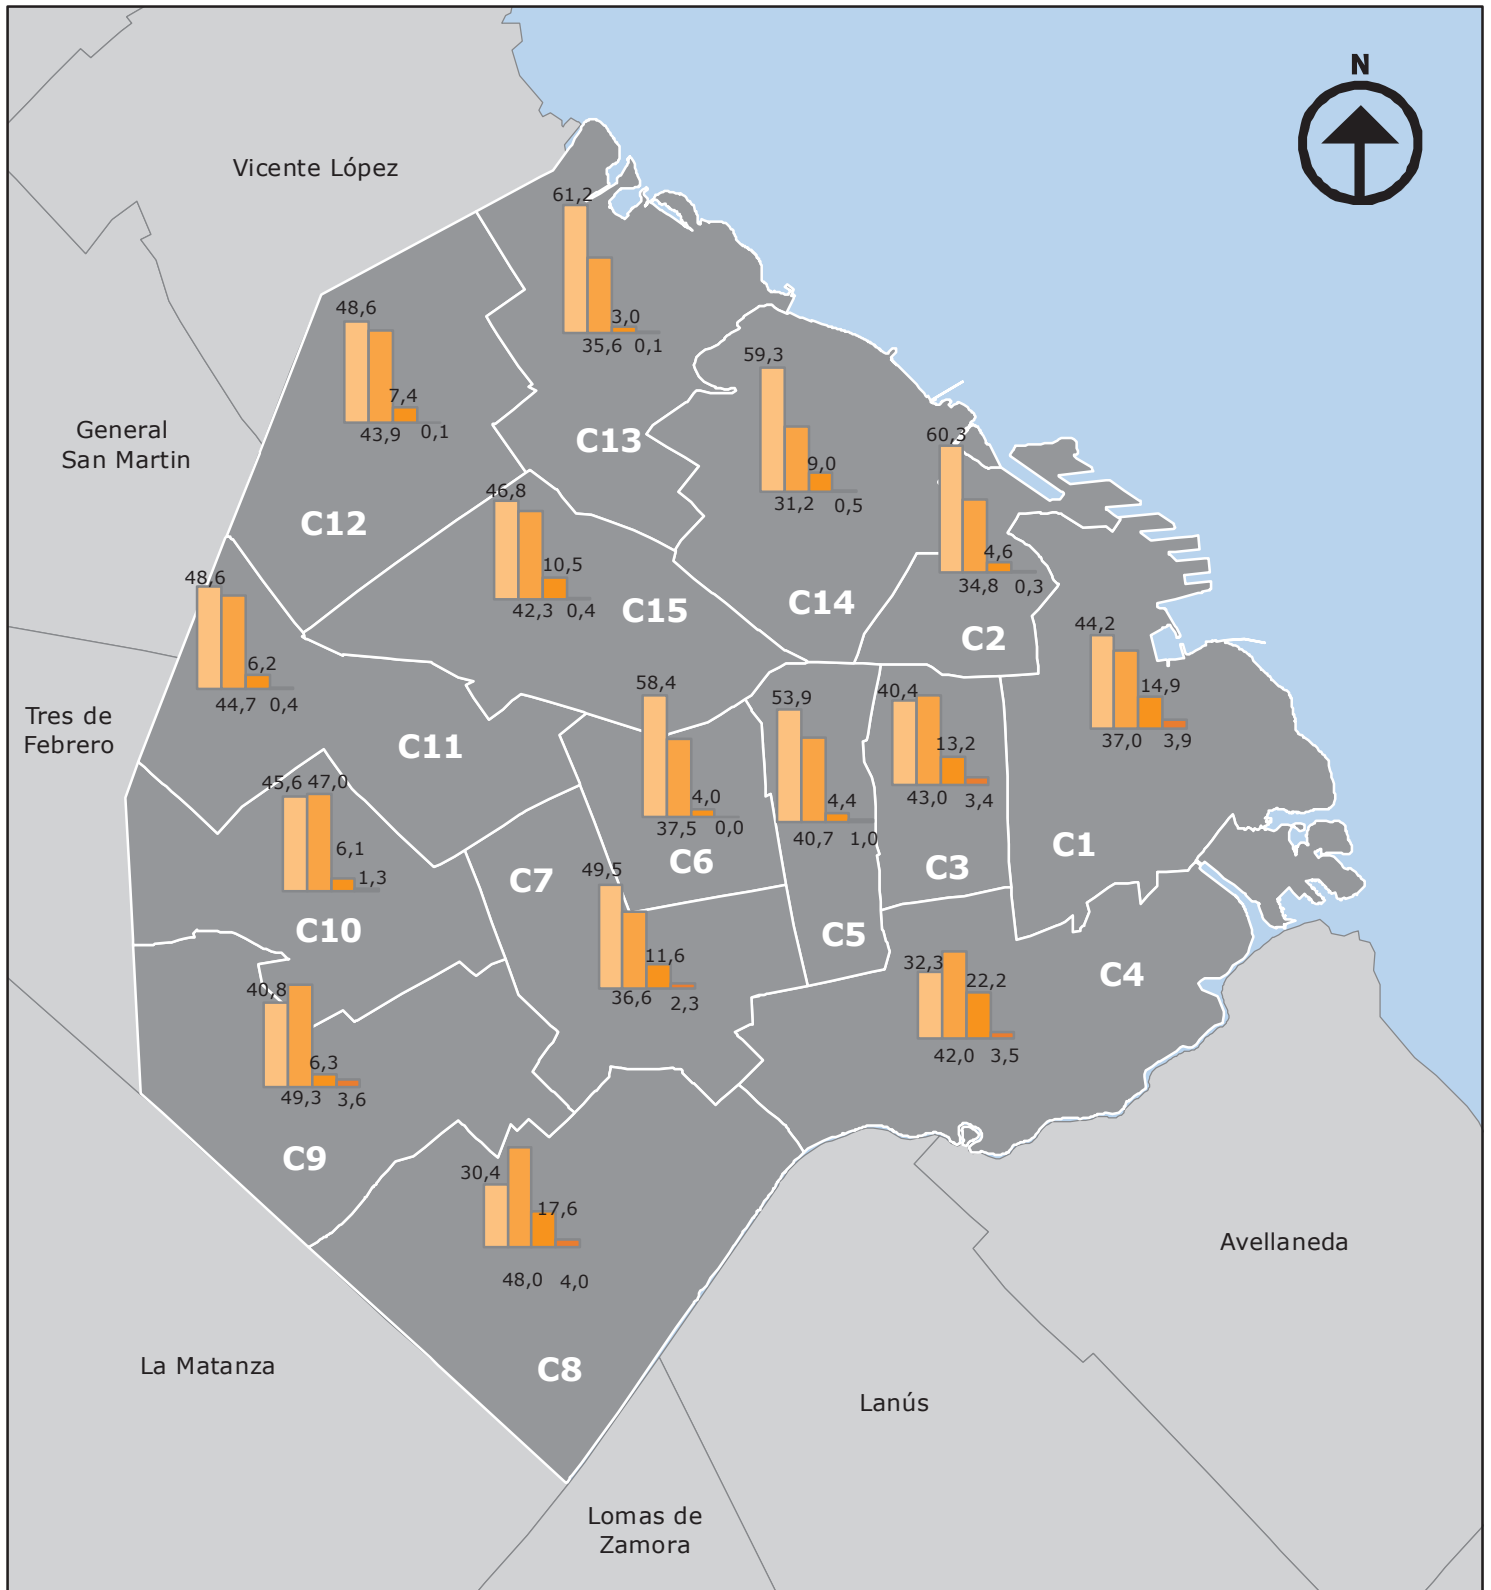 N
Vicente López
61,2
3,0
35,6 0,1
48,6
7,4
43,9 0,1
59,3
9,0
31,2 0,5
General
San Martin
C13
60,3
4,6
34,8 0,3
C12
46,8
10,5
42,3 0,4
C15
C14
C2
48,6
6,2
44,7 0,4
44,2
14,9
37,0 3,9
Tres de
Febrero
C11
58,4
4,0
37,5 0,0
53,9
4,4
40,7 1,0
40,4
13,2
43,0 3,4
45,6 47,0
6,1
1,3
C6
C3
C1
C7
49,5
11,6
36,6 2,3
C10
C5
32,3
22,2
42,0 3,5
C4
40,8
6,3
49,3 3,6
C9
30,4
17,6
48,0 4,0
Avellaneda
La Matanza
C8
Lanús
Lomas de
Zamora